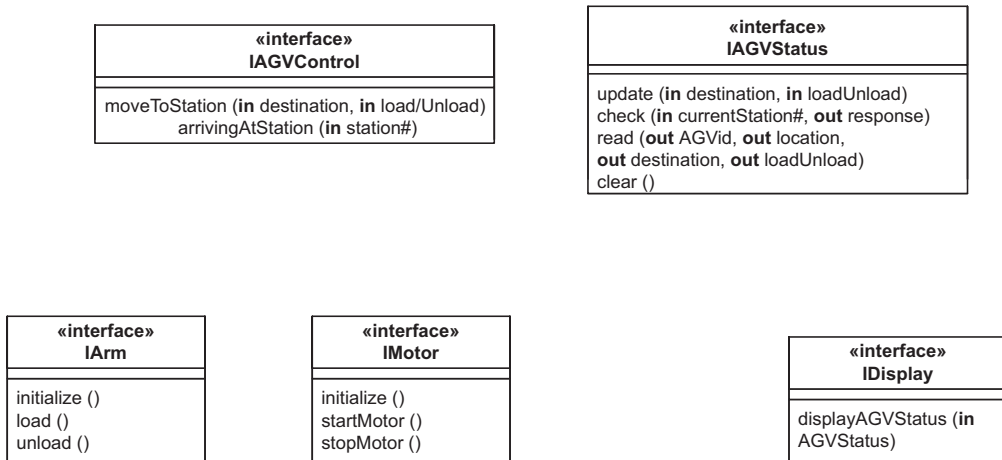 «interface»
IAGVControl
moveToStation (in destination, in load/Unload)
arrivingAtStation (in station#)
«interface»
IAGVStatus
update (in destination, in loadUnload)
check (in currentStation#, out response)
read (out AGVid, out location,
out destination, out loadUnload)
clear ()
«interface»
IArm
initialize ()
load ()
unload ()
«interface»
IMotor
initialize ()
startMotor ()
stopMotor ()
«interface»
IDisplay
displayAGVStatus (in
AGVStatus)